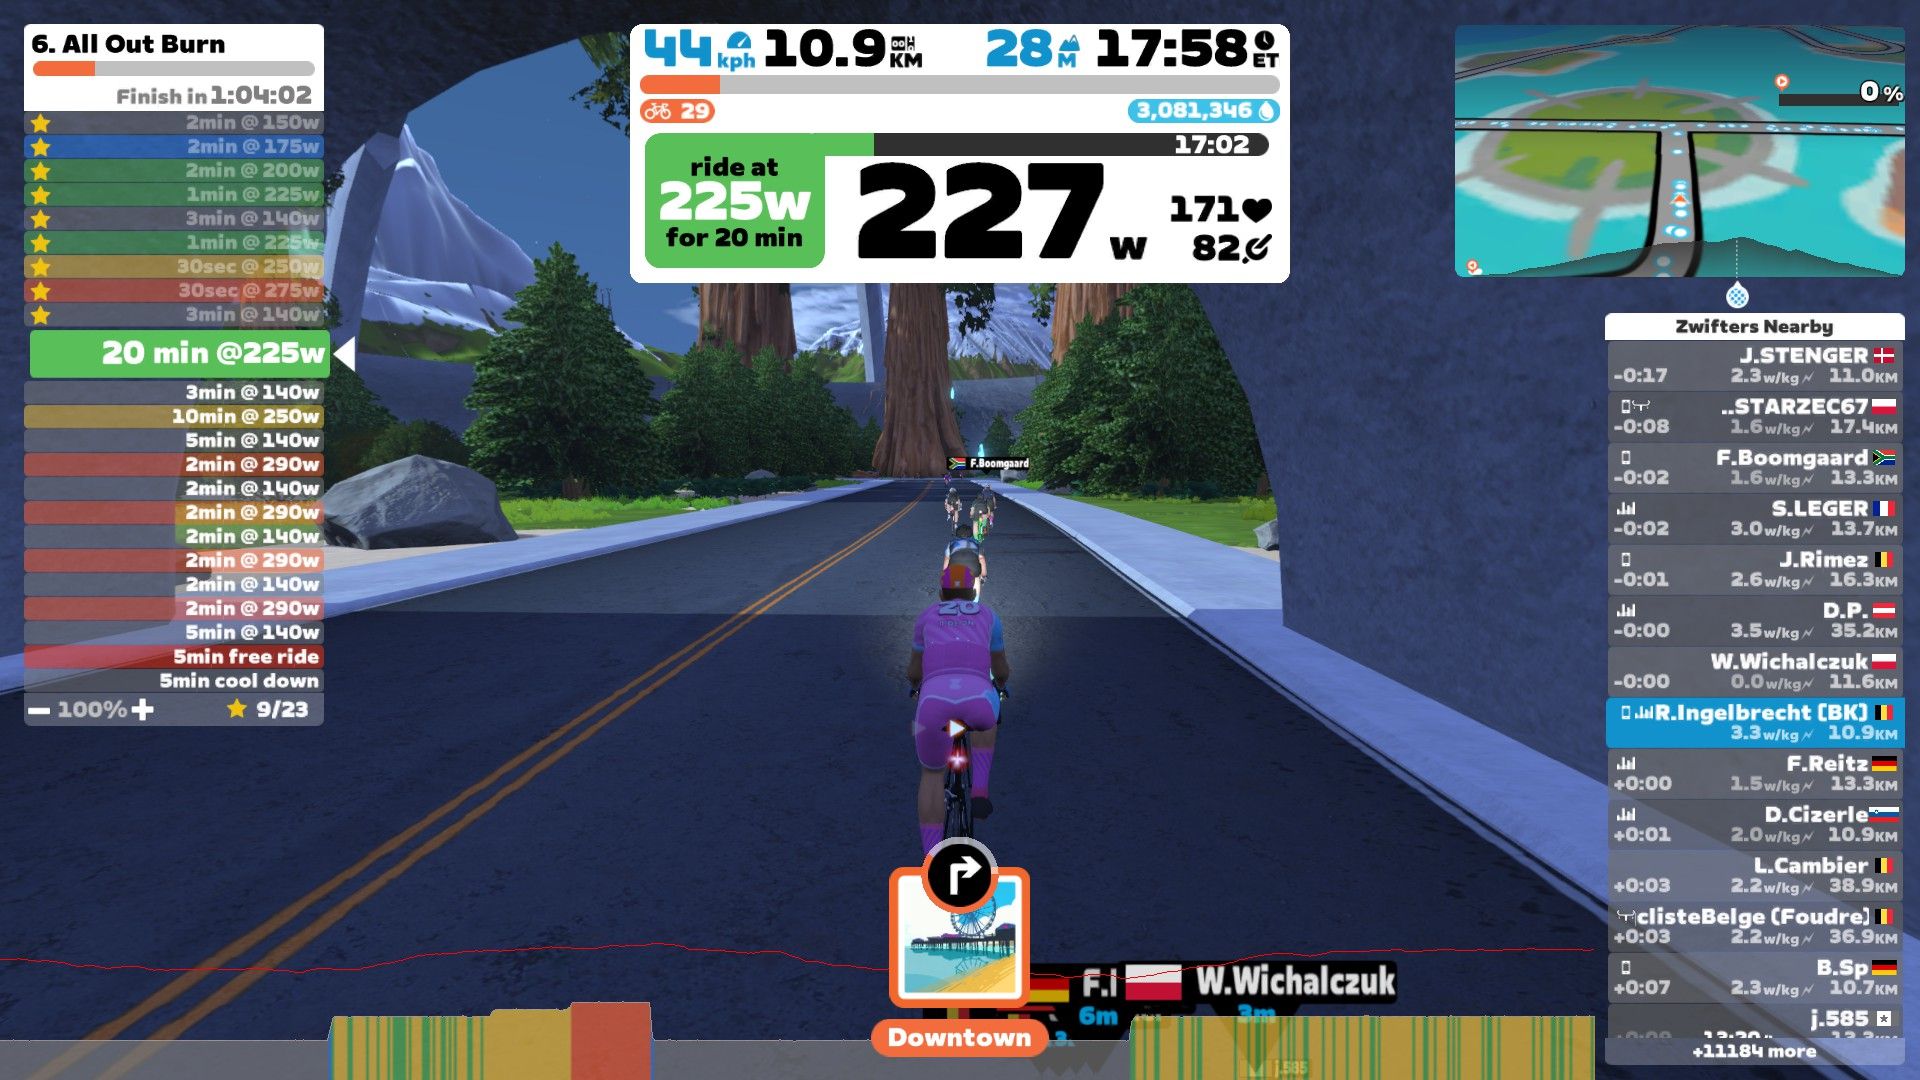 6. All Out Burn
Finish in 1:04:02
2min @ 150w
2min @ 175w
2min @ 200w
1min @ 225w
3min @ 140w
1min @ 225w
30sec @ 250w
30sec @ 275w
3min @ 140w
20 min @225w
3min @ 140w
10min @ 250w
5min @ 140w
2min @ 290w
2min @ 140w
2min @ 290w
2min @ 140w
2min @ 290w
2min @ 140w
2min @ 290w
5min @ 140w
5min free ride
5min cool down
− 100% + 9/23
44 kph 10.9 KM 28 M 17:58 ET
29 3,081,346
17:02
ride at
225w
for 20 min
227 w
171
82
0 %
Zwifters Nearby
J.STENGER
-0:17 2.3w/kg 11.0KM
..STARZEC67
-0:08 1.6w/kg 17.4KM
F.Boomgaard
-0:02 1.6w/kg 13.3KM
S.LEGER
-0:02 3.0w/kg 13.7KM
J.Rimez
-0:01 2.6w/kg 16.3KM
D.P.
-0:00 3.5w/kg 35.2KM
W.Wichalczuk
-0:00 0.0w/kg 11.6KM
R.Ingelbrecht (BK)
3.3w/kg 10.9KM
F.Reitz
+0:00 1.5w/kg 13.3KM
D.Cizerle
+0:01 2.0w/kg 10.9KM
L.Cambier
+0:03 2.2w/kg 38.9KM
clisteBelge (Foudre)
+0:03 2.2w/kg 36.9KM
B.Sp
+0:07 2.3w/kg 10.7KM
j.585
+11184 more
F.Boomgaard
20
F.I W.Wichalczuk
6m 3m
Downtown
j.585